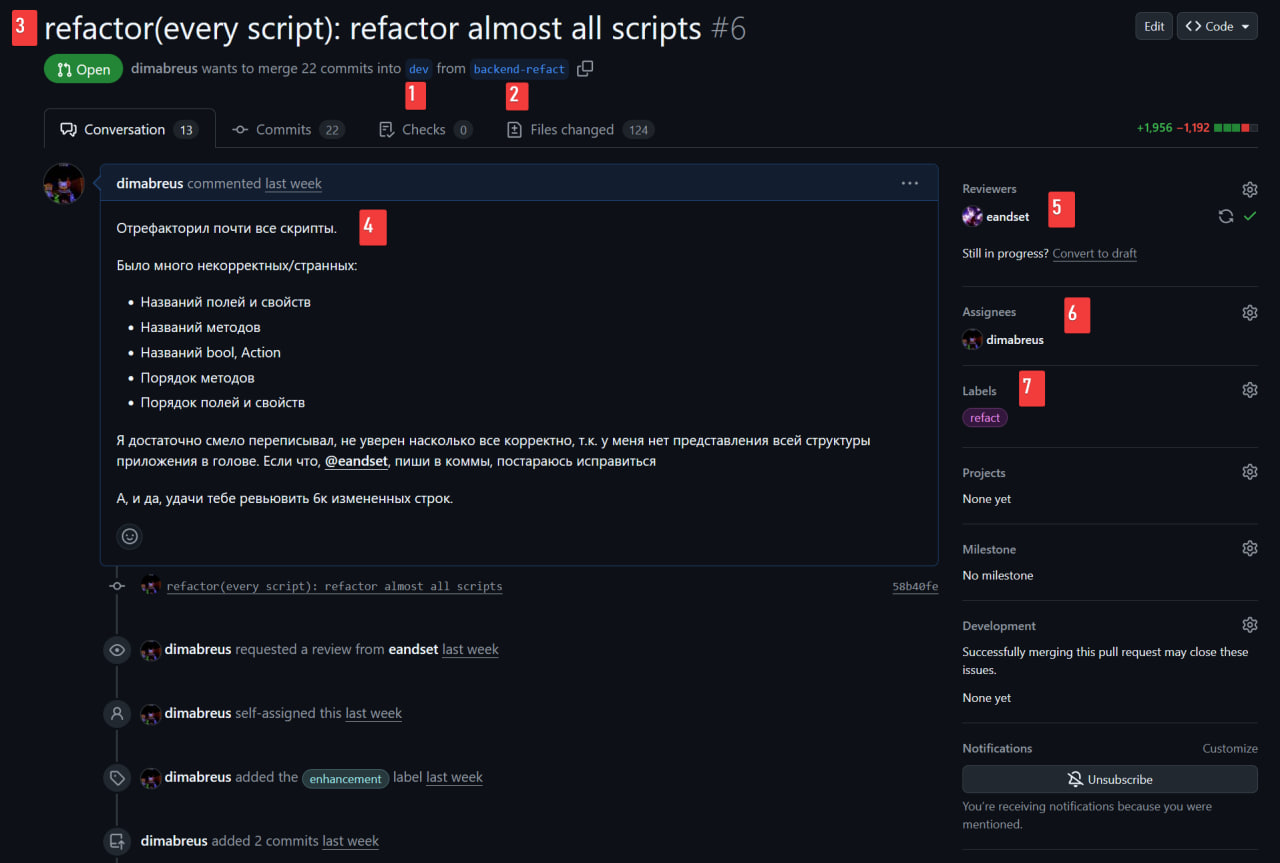 3 refactor(every script): refactor almost all scripts #6
Edit
Code
Open dimabreus wants to merge 22 commits into dev from backend-refact
1
2
Conversation 13
Commits 22
Checks 0
Files changed 124
+1,956 −1,192
dimabreus commented last week
Отрефакторил почти все скрипты. 4
Было много некорректных/странных:
• Названий полей и свойств
• Названий методов
• Названий bool, Action
• Порядок методов
• Порядок полей и свойств
Я достаточно смело переписывал, не уверен насколько все корректно, т.к. у меня нет представления всей структуры
приложения в голове. Если что, @eandset, пиши в коммы, постараюсь исправиться
А, и да, удачи тебе ревьювить 6к измененных строк.
refactor(every script): refactor almost all scripts 58b40fe
dimabreus requested a review from eandset last week
dimabreus self-assigned this last week
dimabreus added the enhancement label last week
dimabreus added 2 commits last week
Reviewers
eandset 5
Still in progress? Convert to draft
Assignees 6
dimabreus
Labels 7
refact
Projects
None yet
Milestone
No milestone
Development
Successfully merging this pull request may close these
issues.
None yet
Notifications Customize
Unsubscribe
You're receiving notifications because you were
mentioned.